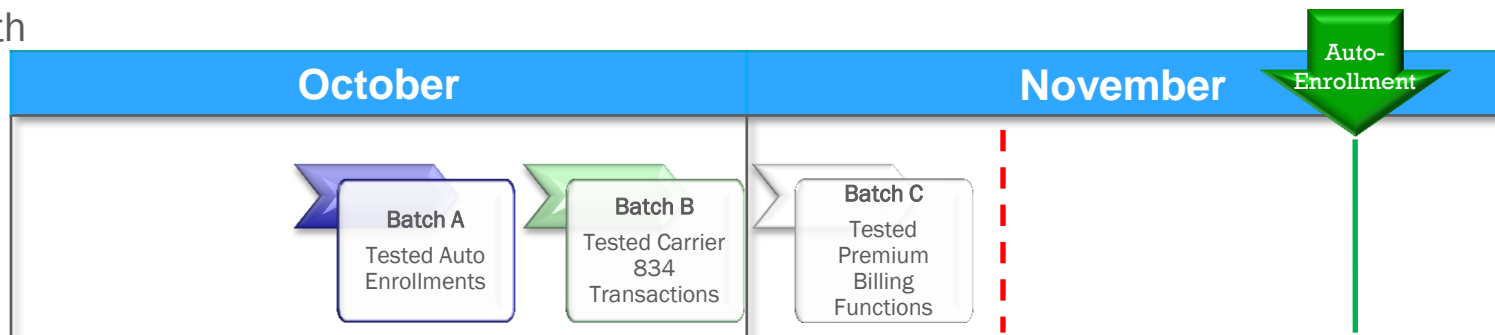 th
October
November
Auto-
Enrollment
Batch A
Tested Auto
Enrollments
Batch B
Tested Carrier
834
Transactions
Batch C
Tested
Premium
Billing
Functions